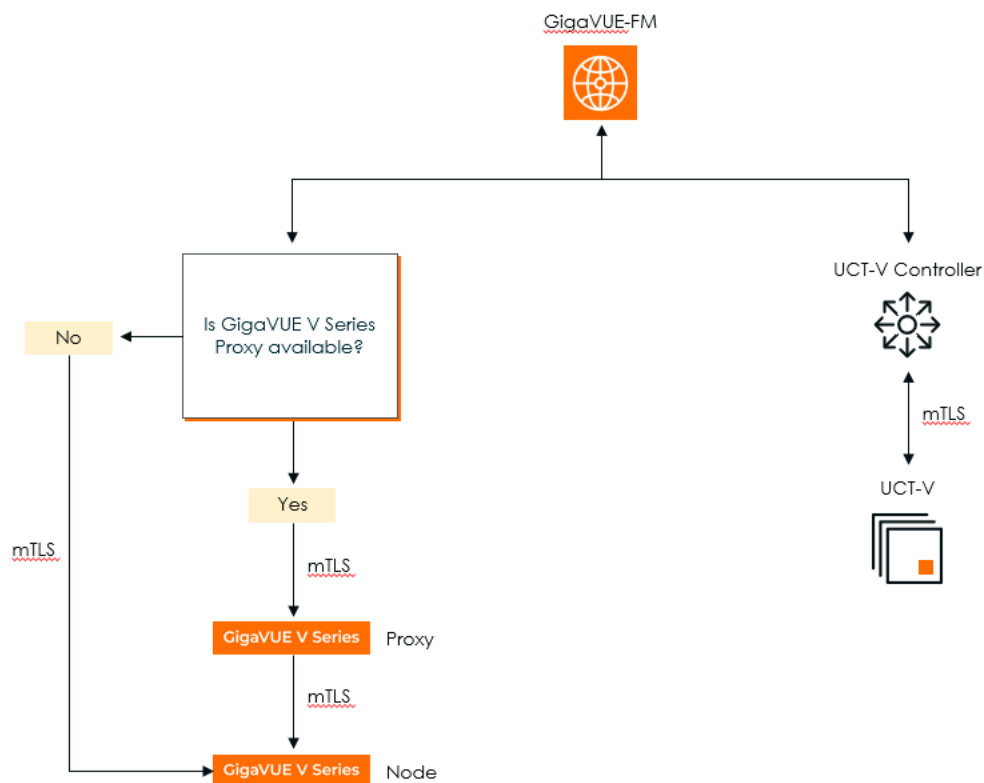 GigaVUE-FM
UCT-V Controller
Is GigaVUE V Series
Proxy available?
No
mTLS
UCT-V
Yes
mTLS
mTLS
GigaVUE V Series Proxy
mTLS
GigaVUE V Series Node